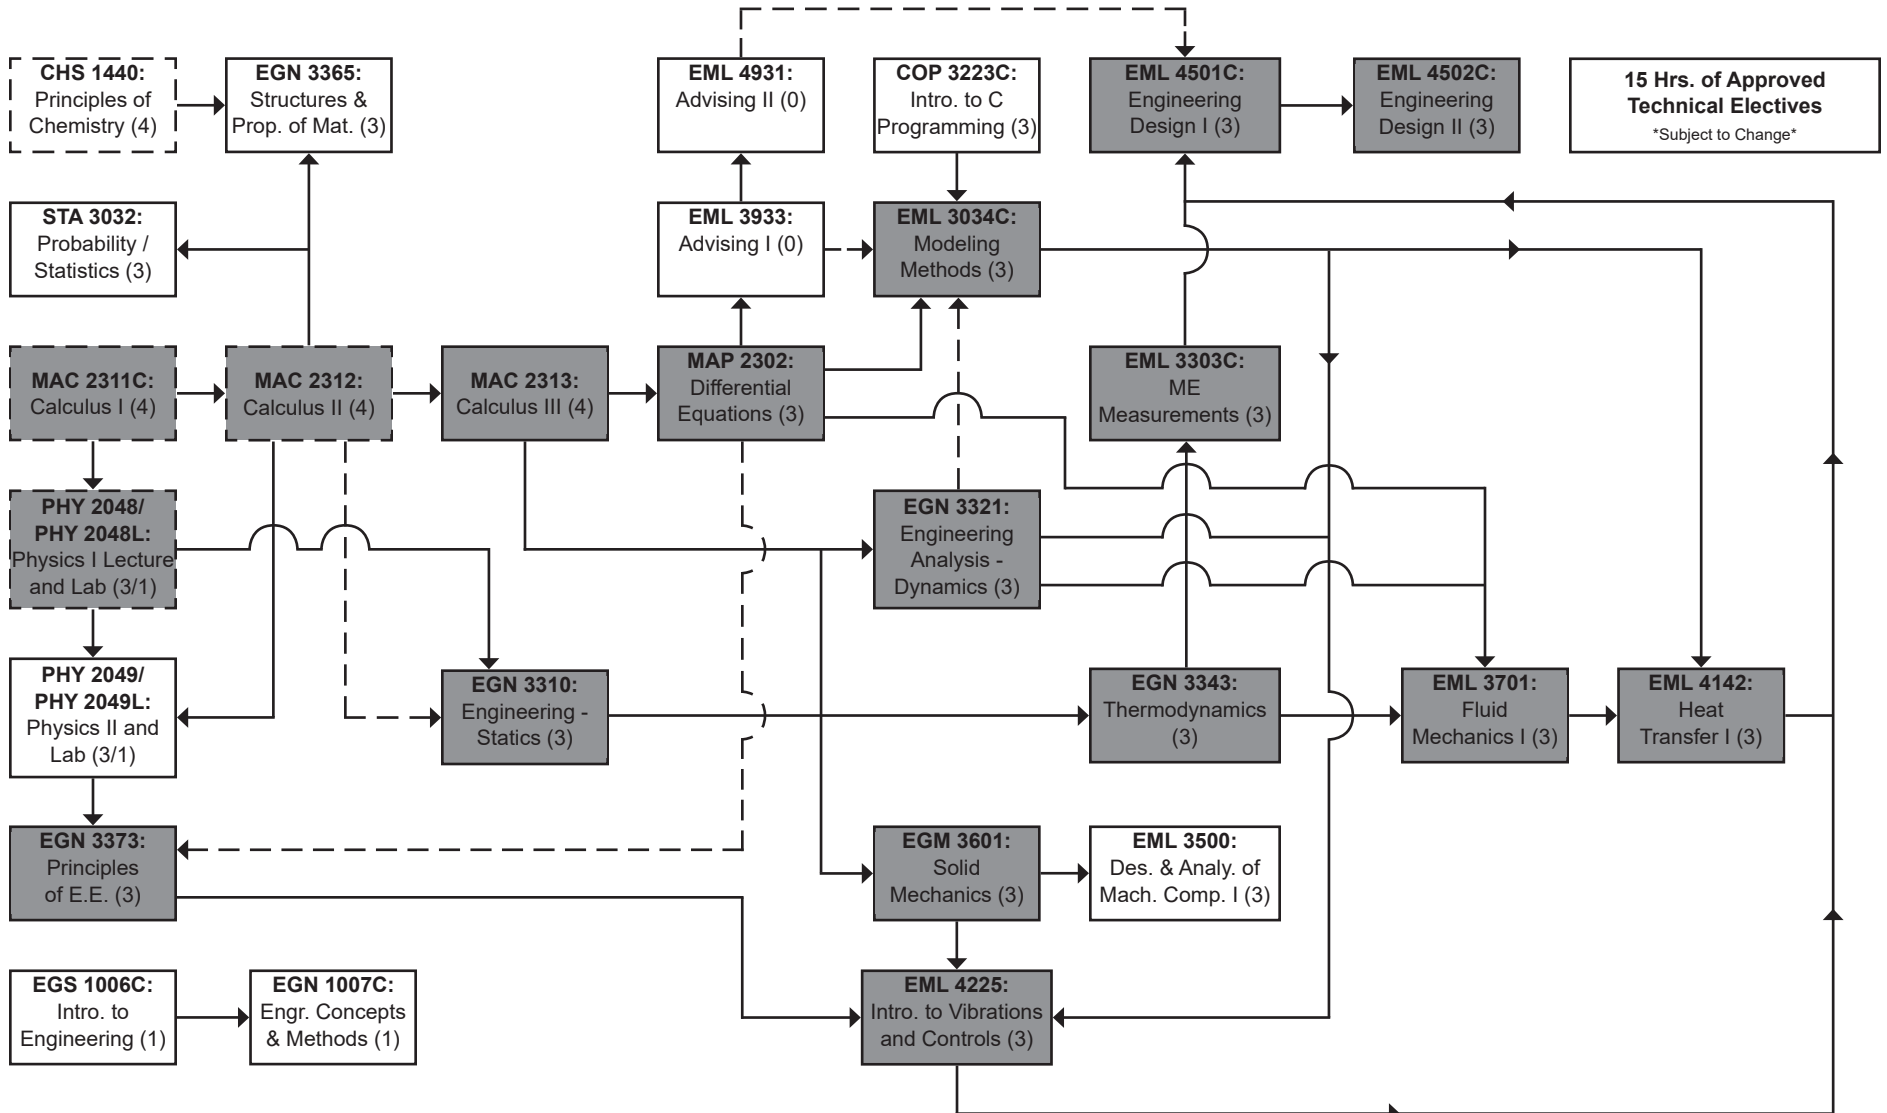 CHS 1440:
Principles of
Chemistry (4)
EGN 3365:
Structures &
Prop. of Mat. (3)
EML 4931:
Advising II (0)
COP 3223C:
Intro. to C
Programming (3)
EML 4501C:
Engineering
Design I (3)
EML 4502C:
Engineering
Design II (3)
15 Hrs. of Approved
Technical Electives
*Subject to Change*
STA 3032:
Probability /
Statistics (3)
EML 3933:
Advising I (0)
EML 3034C:
Modeling
Methods (3)
MAC 2311C:
Calculus I (4)
MAC 2312:
Calculus II (4)
MAC 2313:
Calculus III (4)
MAP 2302:
Differential
Equations (3)
EML 3303C:
ME
Measurements (3)
PHY 2048/
PHY 2048L:
Physics I Lecture
and Lab (3/1)
EGN 3321:
Engineering
Analysis -
Dynamics (3)
PHY 2049/
PHY 2049L:
Physics II and
Lab (3/1)
EGN 3310:
Engineering -
Statics (3)
EGN 3343:
Thermodynamics
(3)
EML 3701:
Fluid
Mechanics I (3)
EML 4142:
Heat
Transfer I (3)
EGN 3373:
Principles
of E.E. (3)
EGM 3601:
Solid
Mechanics (3)
EML 3500:
Des. & Analy. of
Mach. Comp. I (3)
EGS 1006C:
Intro. to
Engineering (1)
EGN 1007C:
Engr. Concepts
& Methods (1)
EML 4225:
Intro. to Vibrations
and Controls (3)